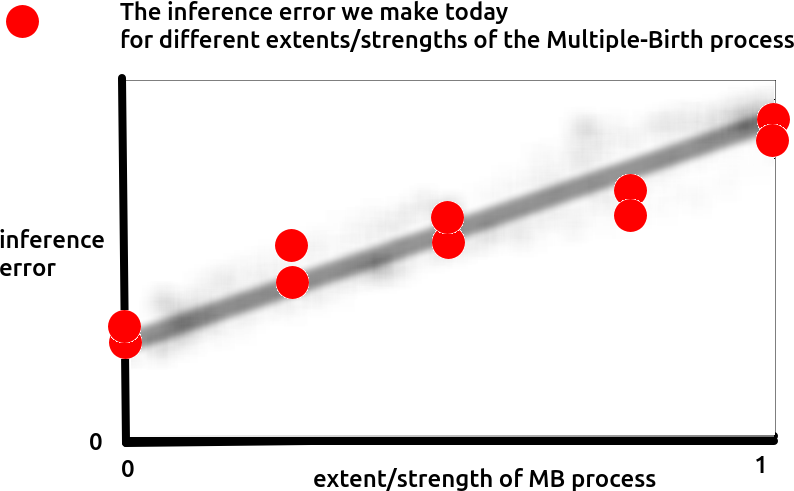 The inference error we make today
for different extents/strengths of the Multiple-Birth process
inference
error
0
0
1
extent/strength of MB process